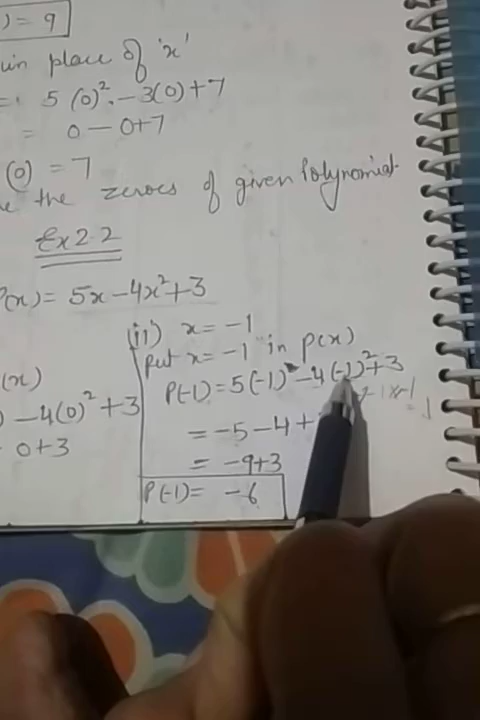 ) = 9
in place of 'x'
= 5(0)² - 3(0) + 7
= 0 - 0 + 7
(0) = 7
the zeroes of given Polynomial
Ex 2.2
P(x) = 5x - 4x² + 3
(x)
) - 4(0)² + 3
0 + 3
(ii) x = -1
Put x = -1 in P(x)
P(-1) = 5(-1) - 4(-1)² + 3
= -5 - 4 +
= -9 + 3
P(-1) = -6